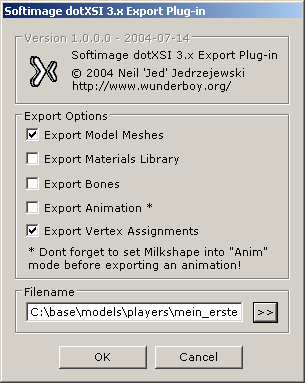 Softimage dotXSI 3.x Export Plug-in
Version 1.0.0.0 - 2004-07-14
Softimage dotXSI 3.x Export Plug-in
© 2004 Neil 'Jed' Jedrzejewski
http://www.wunderboy.org/
Export Options
Export Model Meshes
Export Materials Library
Export Bones
Export Animation *
Export Vertex Assignments
* Dont forget to set Milkshape into "Anim"
mode before exporting an animation!
Filename
C:\base\models\players\mein_erste
>>
OK
Cancel